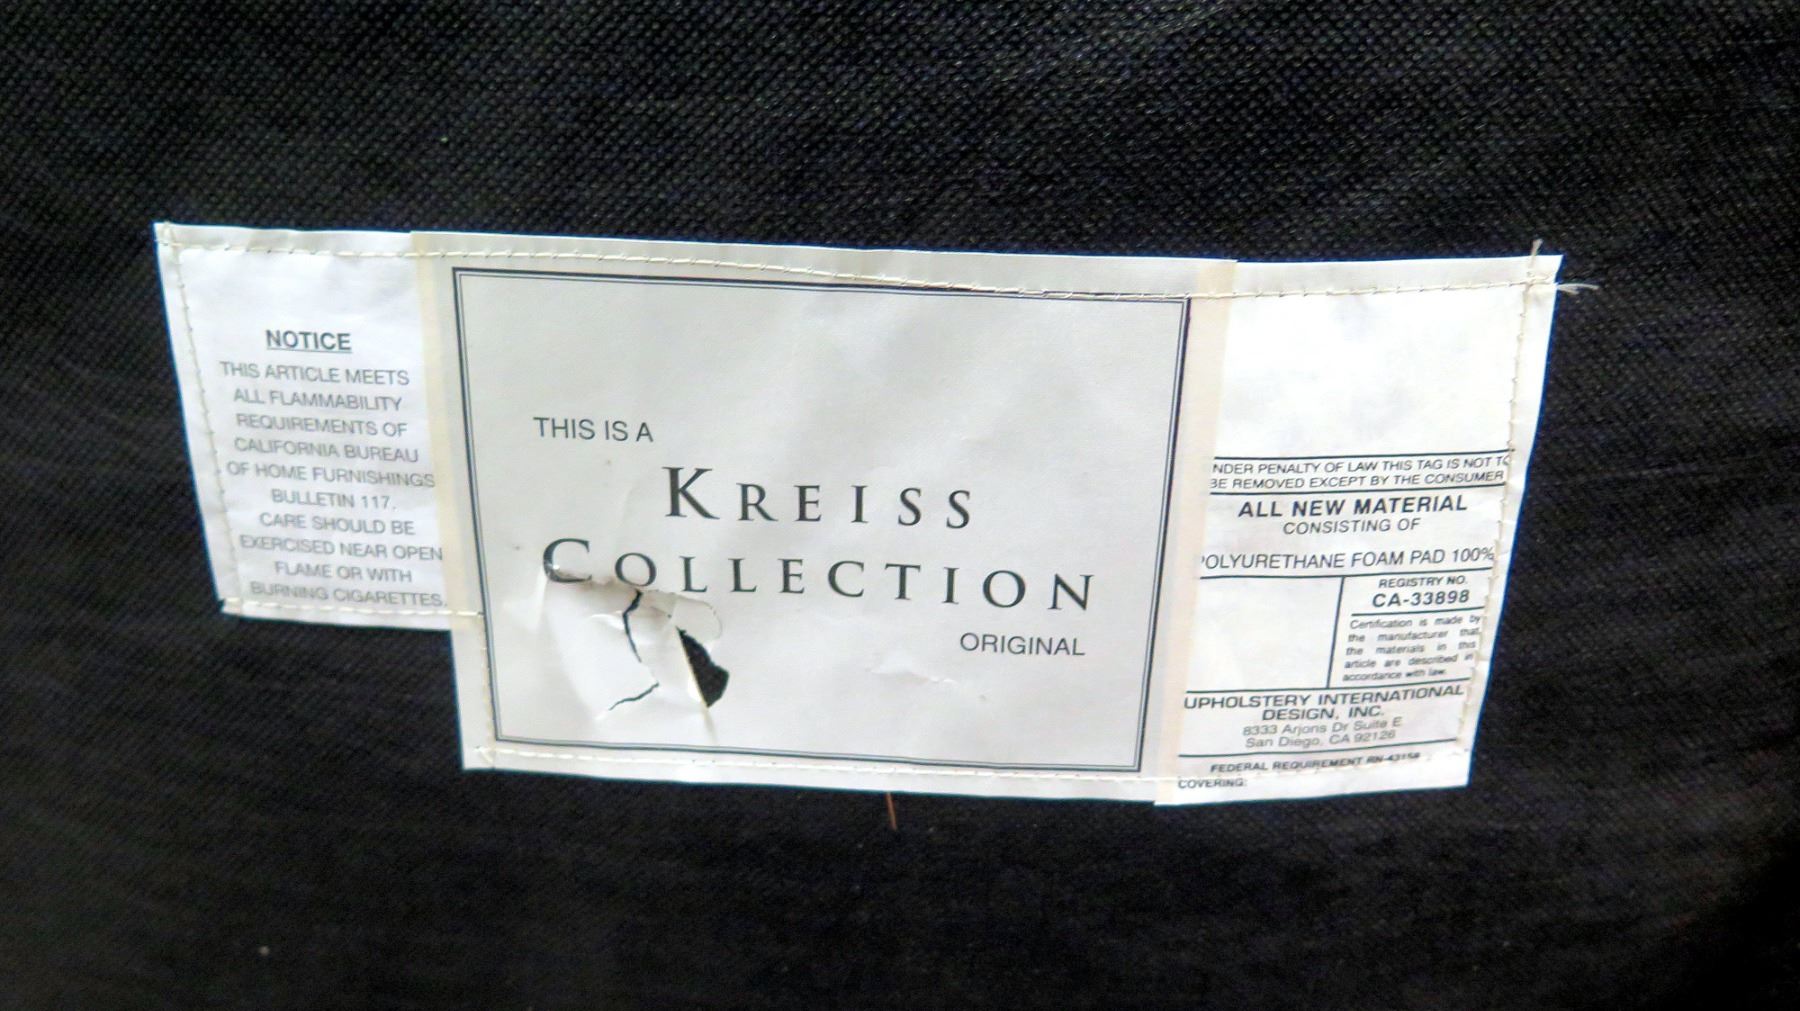 NOTICE
THIS ARTICLE MEETS
ALL FLAMMABILITY
REQUIREMENTS OF
CALIFORNIA BUREAU
OF HOME FURNISHINGS
BULLETIN 117.
CARE SHOULD BE
EXERCISED NEAR OPEN
FLAME OR WITH
BURNING CIGARETTES.
THIS IS A
KREISS
COLLECTION
ORIGINAL
NDER PENALTY OF LAW THIS TAG IS NOT TO
BE REMOVED EXCEPT BY THE CONSUMER
ALL NEW MATERIAL
CONSISTING OF
POLYURETHANE FOAM PAD 100%
REGISTRY NO.
CA-33898
Certification is made by
the manufacturer that
the materials in this
article are described in
accordance with law.
UPHOLSTERY INTERNATIONAL
DESIGN, INC.
8333 Arjons Dr Suite E
San Diego, CA 92126
FEDERAL REQUIREMENT RN-43158
COVERING: